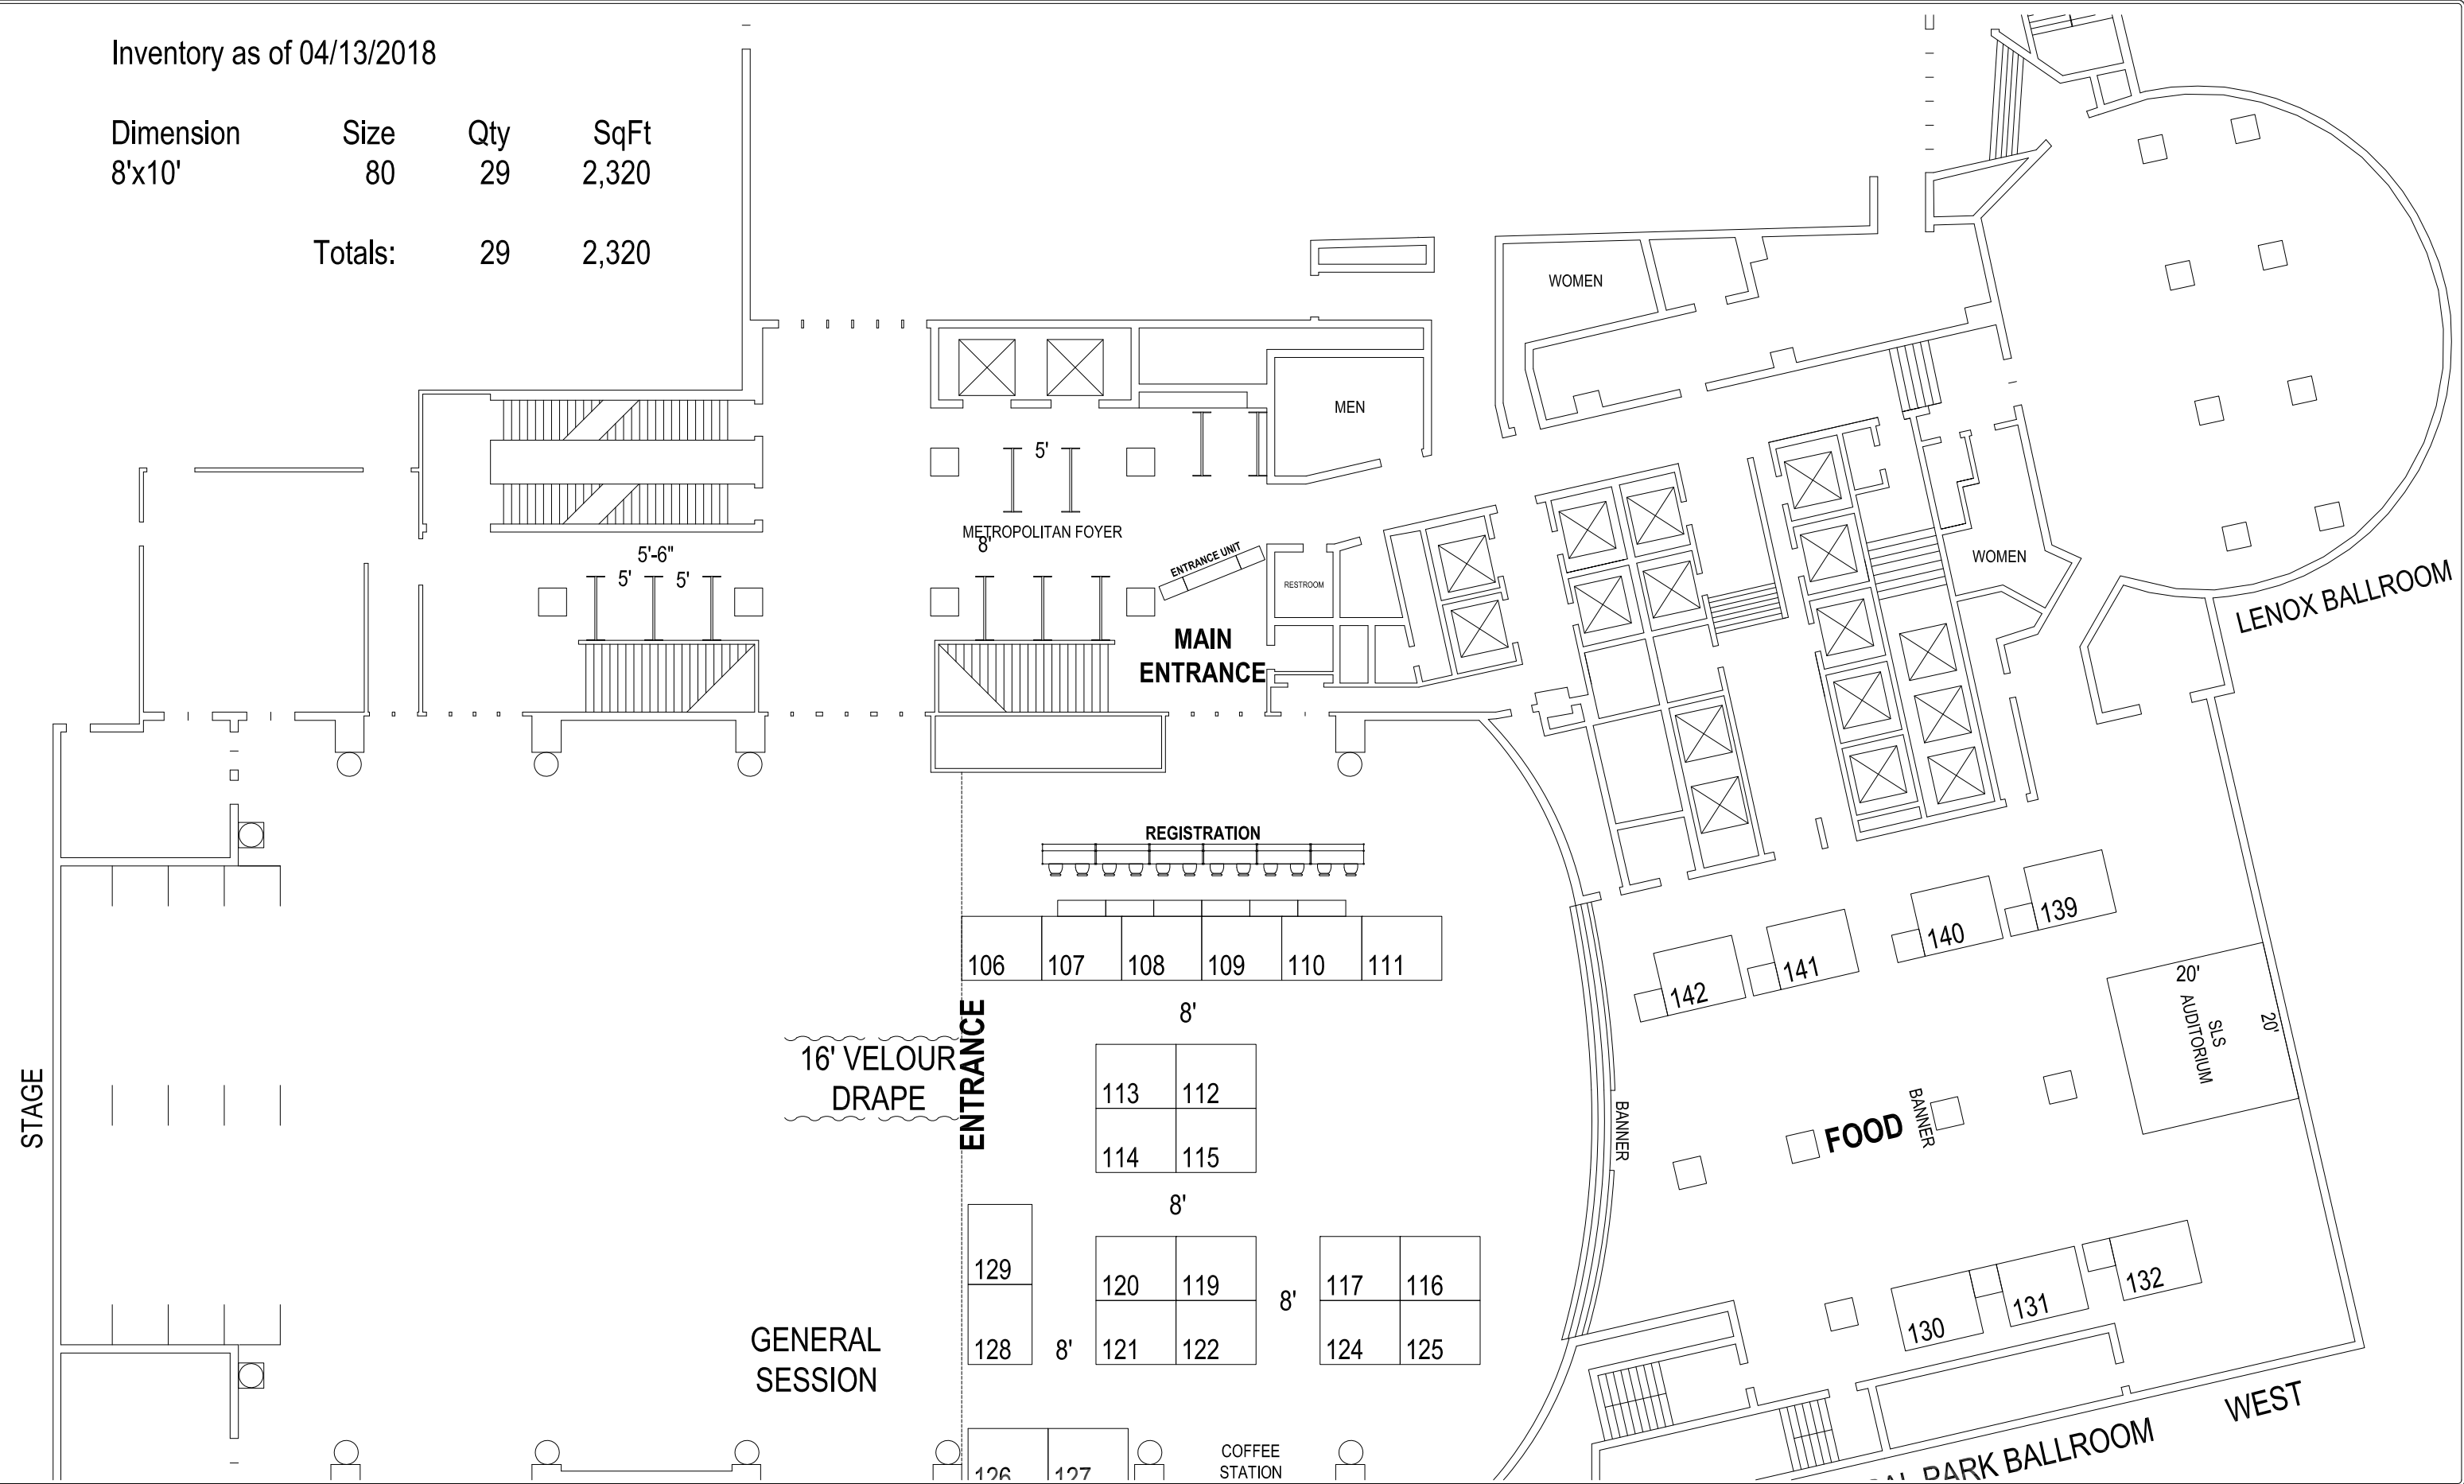 Inventory as of 04/13/2018
Dimension Size Qty SqFt
8'x10' 80 29 2,320
Totals: 29 2,320
WOMEN
MEN
5'
METROPOLITAN FOYER
8'
5'-6"
5' 5'
ENTRANCE UNIT
RESTROOM
WOMEN
LENOX BALLROOM
MAIN
ENTRANCE
REGISTRATION
106 107 108 109 110 111
139
140
141
142
8'
20'
20'
SLS
AUDITORIUM
STAGE
16' VELOUR
DRAPE
ENTRANCE
113 112
114 115
BANNER
FOOD
BANNER
8'
129
128
120 119
121 122
8'
8'
117 116
124 125
130
131
132
GENERAL
SESSION
126 127
COFFEE
STATION
PARK BALLROOM
WEST